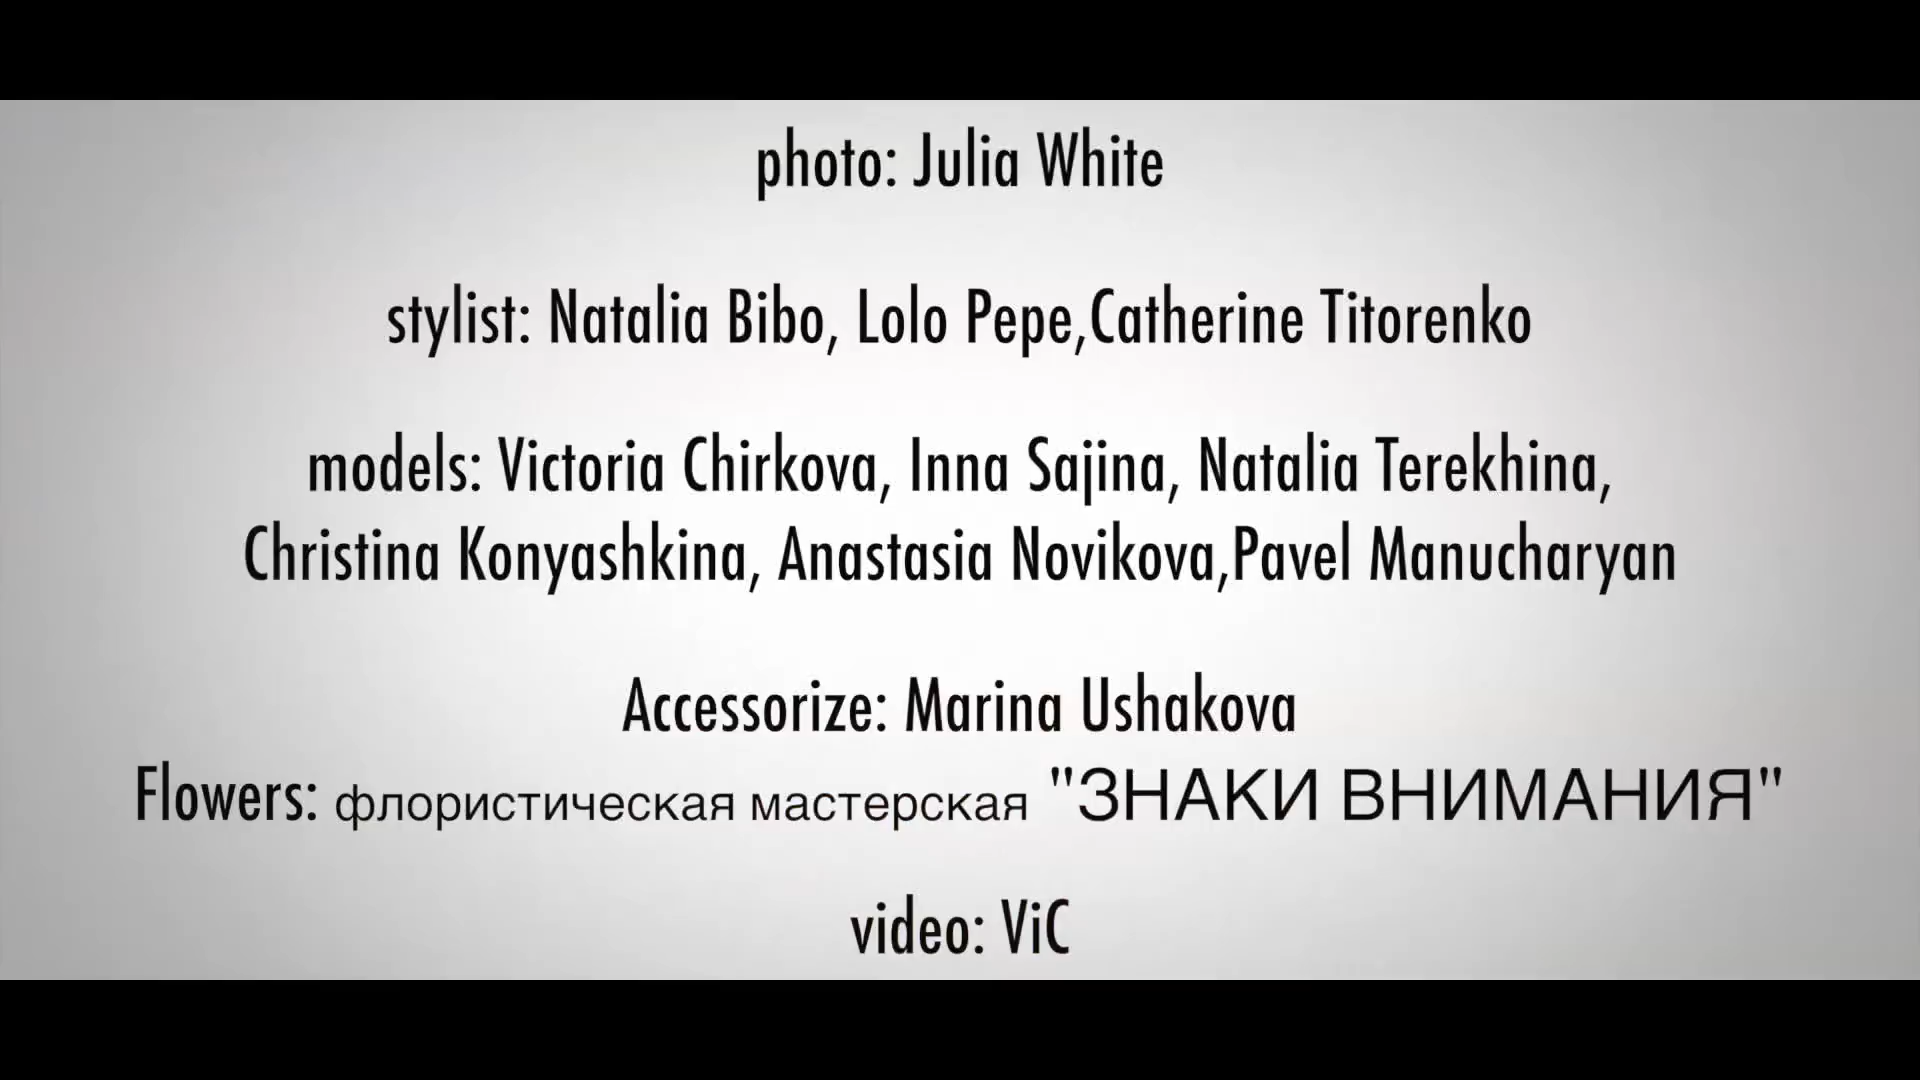 photo: Julia White
stylist: Natalia Bibo, Lolo Pepe,Catherine Titorenko
models: Victoria Chirkova, Inna Sajina, Natalia Terekhina,
Christina Konyashkina, Anastasia Novikova,Pavel Manucharyan
Accessorize: Marina Ushakova
Flowers: флористическая мастерская "ЗНАКИ ВНИМАНИЯ"
video: ViC